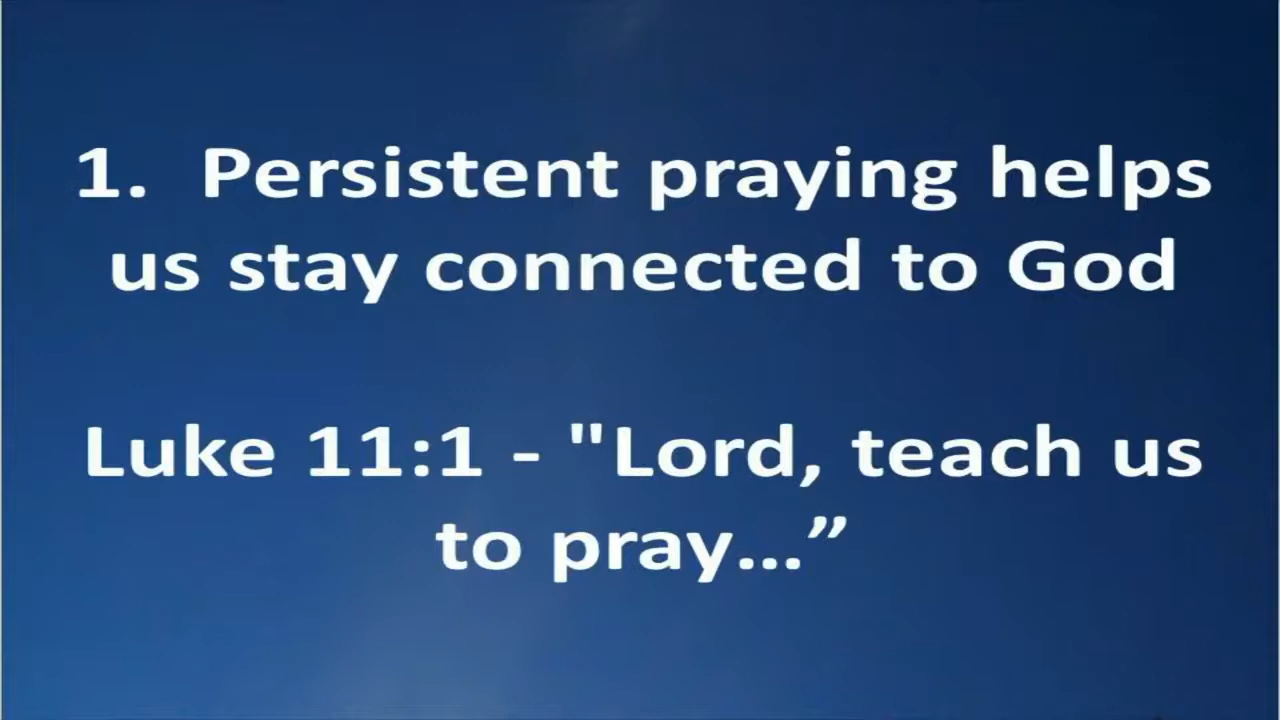 1.  Persistent praying helps
us stay connected to God
Luke 11:1 - "Lord, teach us
to pray...”